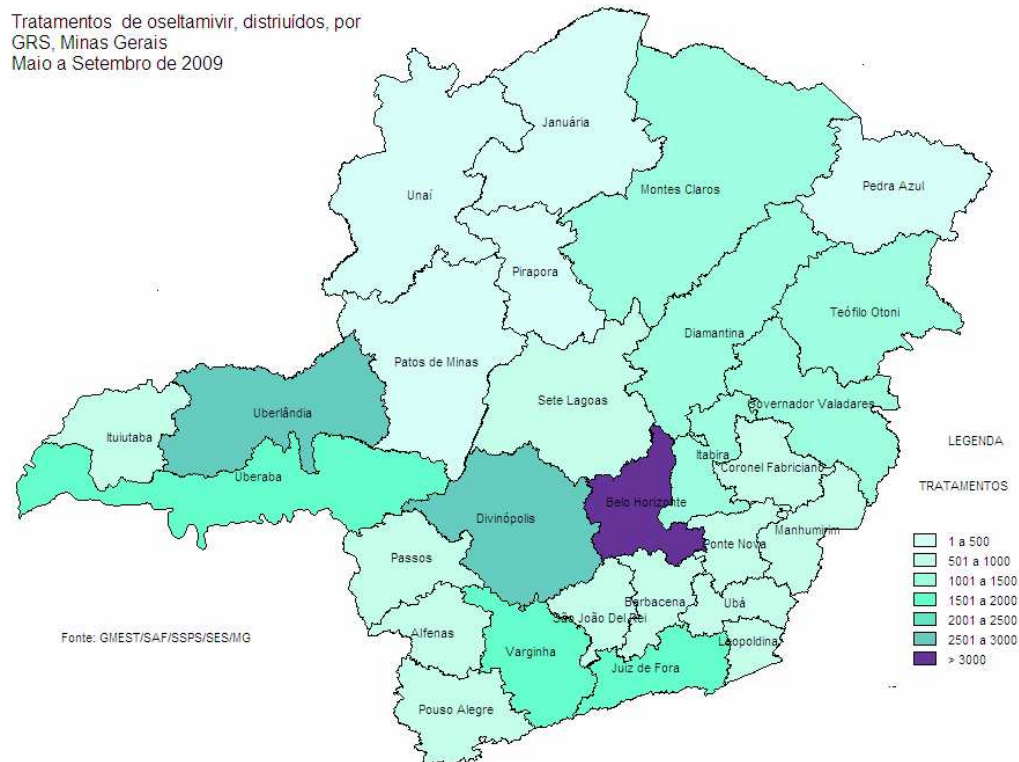 Tratamentos de oseltamivir, distriuídos, por
GRS, Minas Gerais
Maio a Setembro de 2009
Januária
Unaí
Montes Claros
Pedra Azul
Pirapora
Teófilo Otoni
Diamantina
Patos de Minas
Sete Lagoas
Governador Valadares
Uberlândia
Ituiutaba
Itabira
Coronel Fabriciano
Uberaba
Belo Horizonte
Divinópolis
Manhumirim
Ponte Nova
Passos
Barbacena
Ubá
São João Del Rei
Alfenas
Leopoldina
Varginha
Juiz de Fora
Pouso Alegre
LEGENDA
TRATAMENTOS
1 a 500
501 a 1000
1001 a 1500
1501 a 2000
2001 a 2500
2501 a 3000
> 3000
Fonte: GMEST/SAF/SSPS/SES/MG